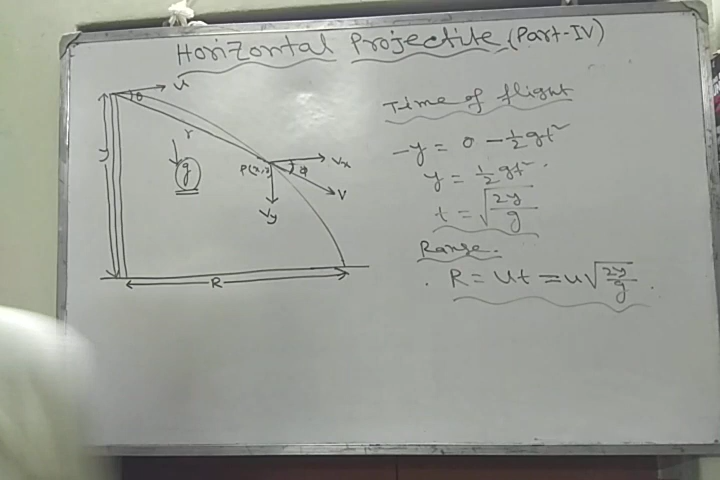 Horizontal Projectile (Part-IV)
u
θ
y
r
g
P(x,y)
Vx
φ
V
Vy
R
Time of flight
-y = 0 - ½gt²
y = ½gt²
t = √(2y/g)
Range.
R = ut = u√(2y/g)